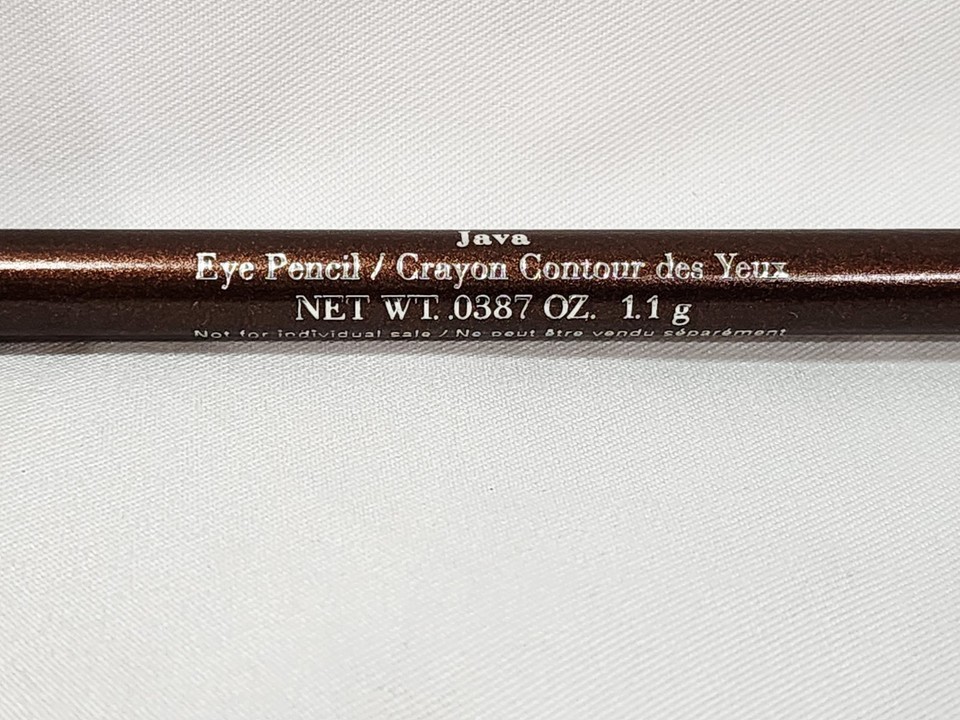 Java
Eye Pencil / Crayon Contour des Yeux
NET WT. .0387 OZ. 1.1 g
Not for individual sale / Ne peut être vendu séparément